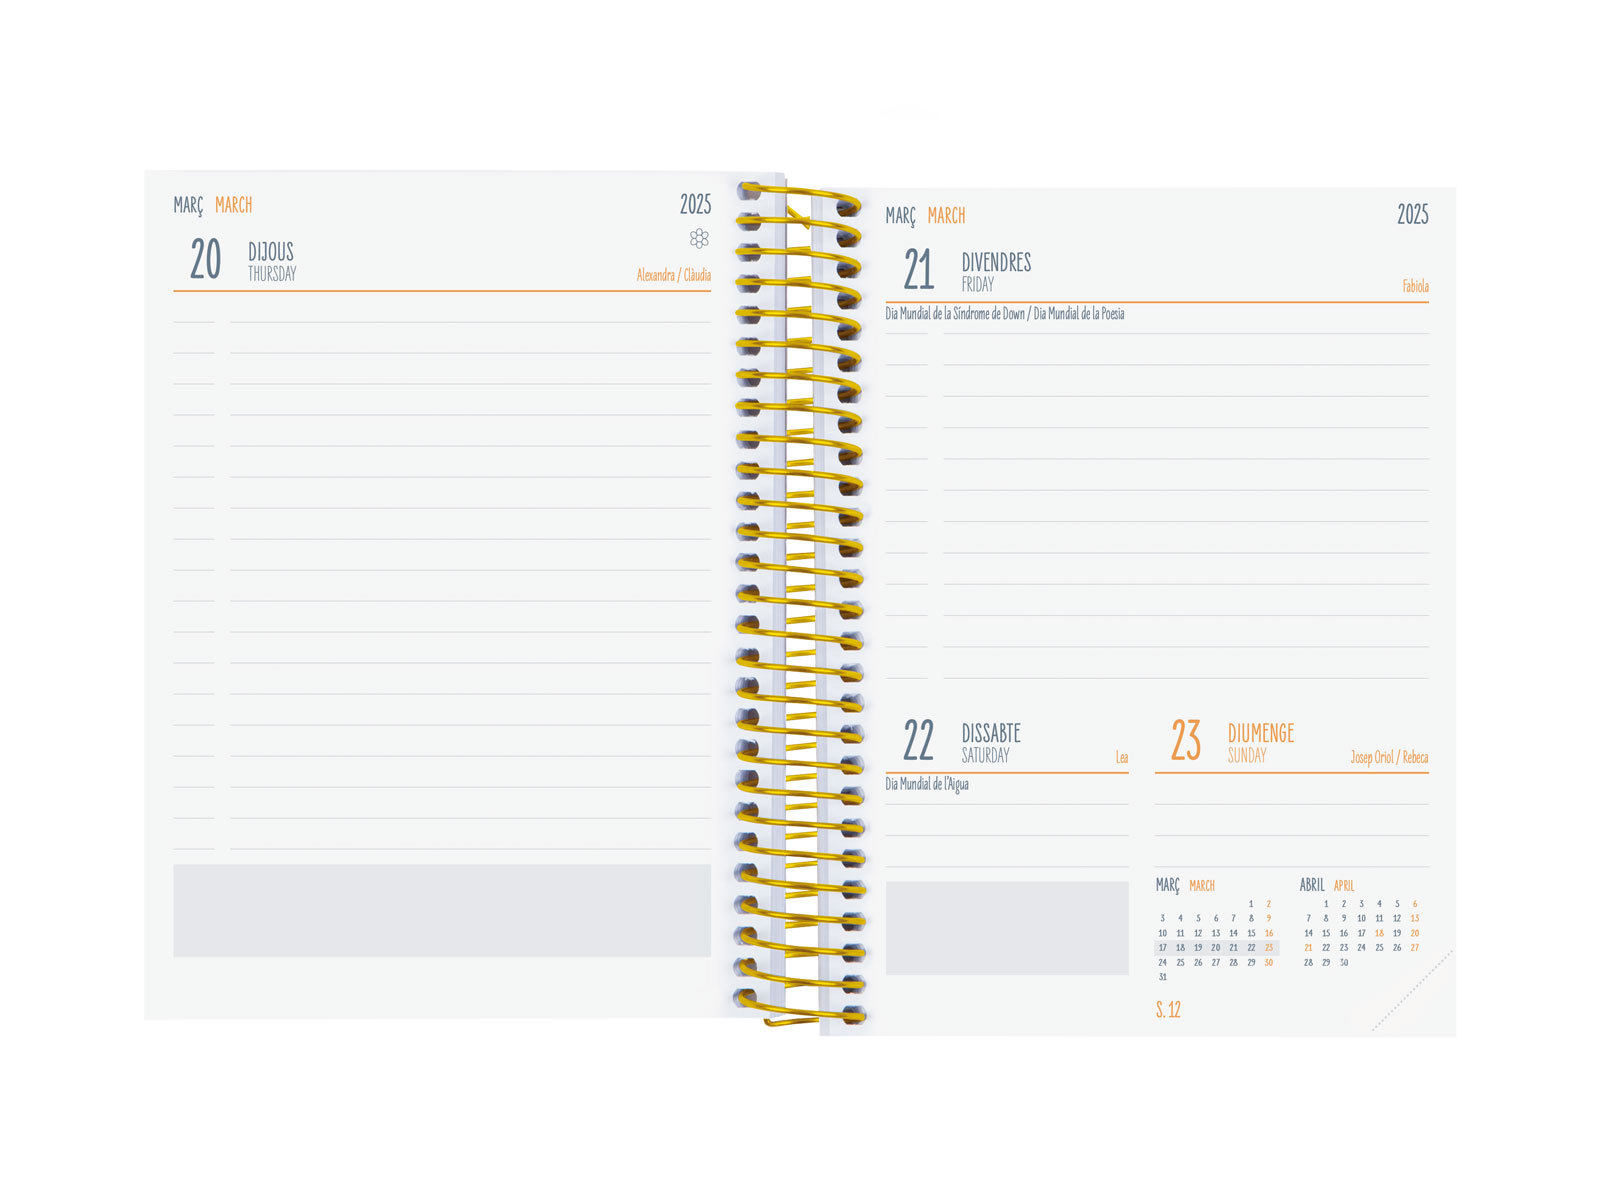 MARÇ MARCH 2025
20 DIJOUS
THURSDAY
Alexandra / Clàudia
MARÇ MARCH 2025
21 DIVENDRES
FRIDAY
Fabiola
Dia Mundial de la Síndrome de Down / Dia Mundial de la Poesia
22 DISSABTE
SATURDAY
Lea
Dia Mundial de l'Aigua
23 DIUMENGE
SUNDAY
Josep Oriol / Rebeca
MARÇ MARCH
1 2
3 4 5 6 7 8 9
10 11 12 13 14 15 16
17 18 19 20 21 22 23
24 25 26 27 28 29 30
31
ABRIL APRIL
1 2 3 4 5 6
7 8 9 10 11 12 13
14 15 16 17 18 19 20
21 22 23 24 25 26 27
28 29 30
S. 12